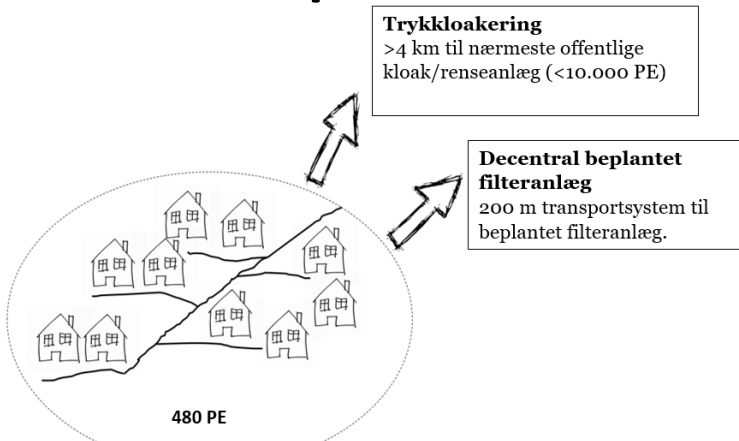 Trykkloakering
>4 km til nærmeste offentlige
kloak/renseanlæg (<10.000 PE)
Decentral beplantet
filteranlæg
200 m transportsystem til
beplantet filteranlæg.
480 PE